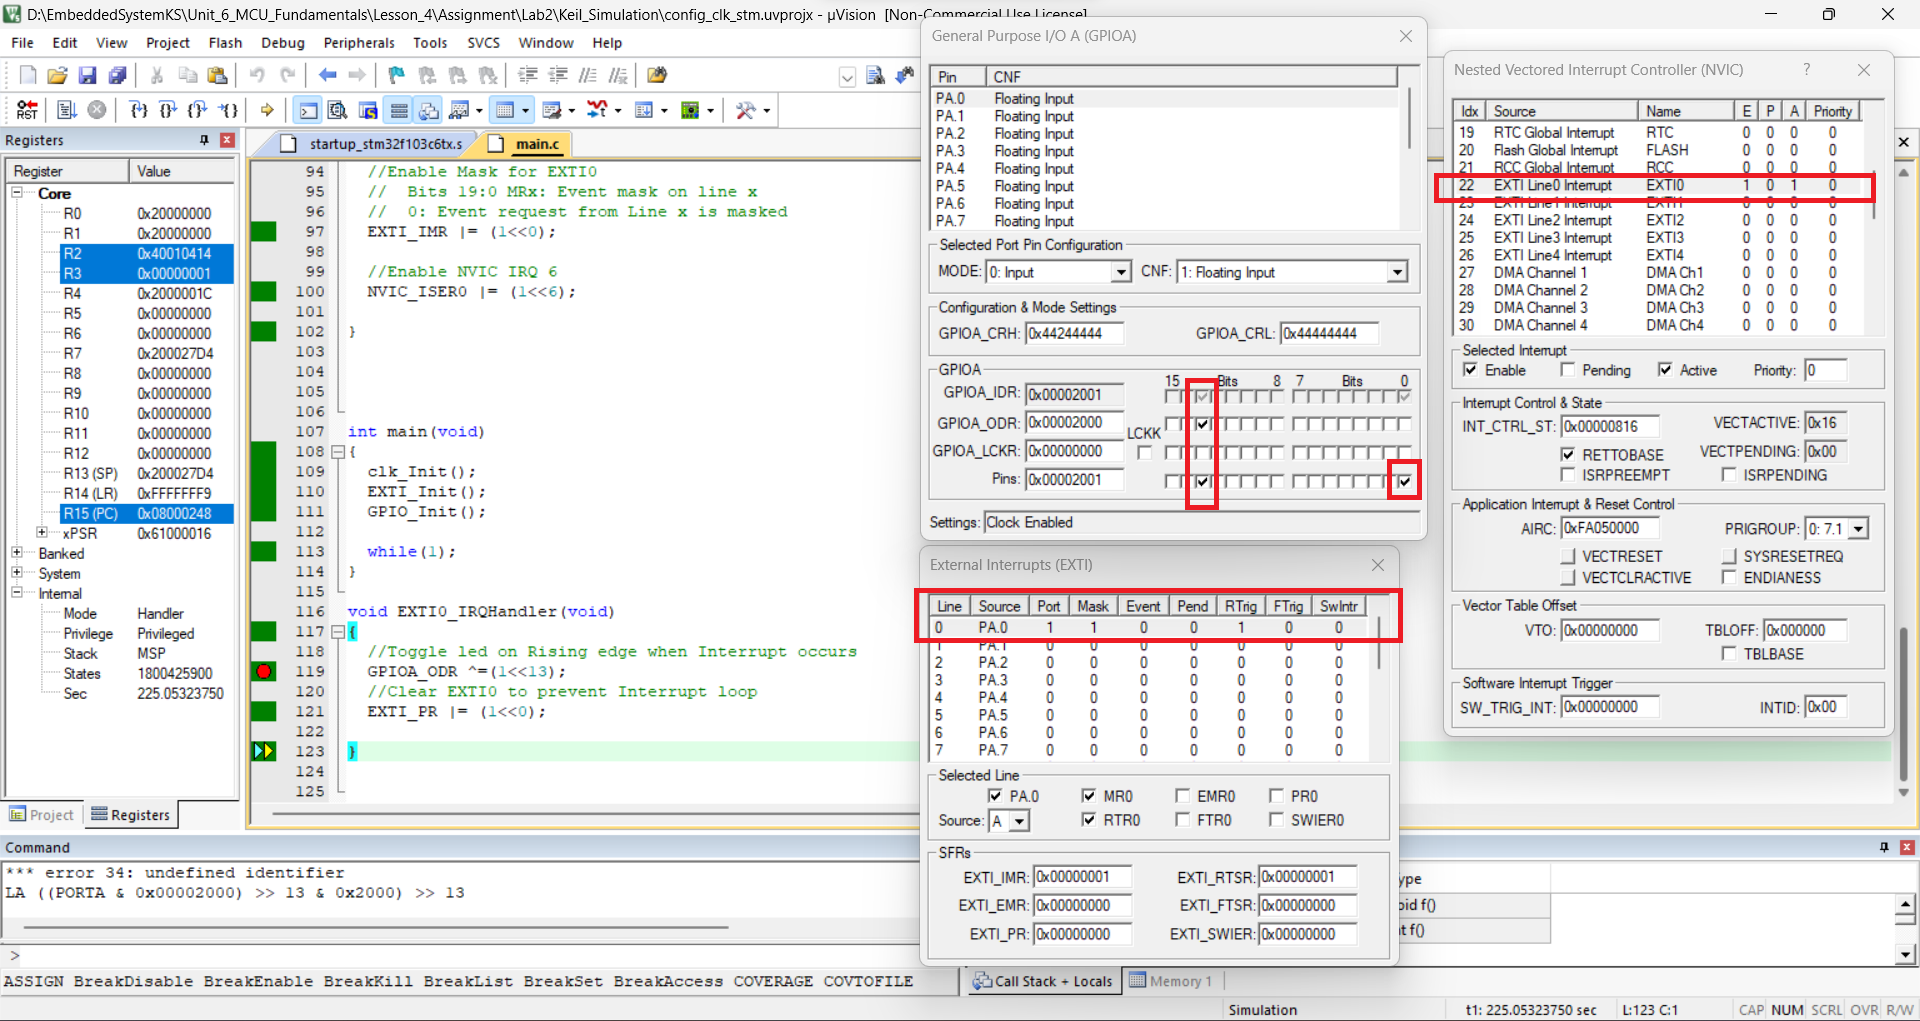 D:\EmbeddedSystemKS\Unit_6_MCU_Fundamentals\Lesson_4\Assignment\Lab2\Keil_Simulation\config_clk_stm.uvprojx - µVision [Non-Commercial Use License]
File Edit View Project Flash Debug Peripherals Tools SVCS Window Help
RST
Registers
Register Value
Core
R0 0x20000000
R1 0x20000000
R2 0x40010414
R3 0x00000001
R4 0x2000001C
R5 0x00000000
R6 0x00000000
R7 0x200027D4
R8 0x00000000
R9 0x00000000
R10 0x00000000
R11 0x00000000
R12 0x00000000
R13 (SP) 0x200027D4
R14 (LR) 0xFFFFFFF9
R15 (PC) 0x08000248
xPSR 0x61000016
Banked
System
Internal
Mode Handler
Privilege Privileged
Stack MSP
States 1800425900
Sec 225.05323750
Project Registers
startup_stm32f103c6tx.s main.c
94 //Enable Mask for EXTI0
95 // Bits 19:0 MRx: Event mask on line x
96 // 0: Event request from Line x is masked
97 EXTI_IMR |= (1<<0);
98
99 //Enable NVIC IRQ 6
100 NVIC_ISER0 |= (1<<6);
101
102 }
103
104
105
106
107 int main(void)
108 {
109 clk_Init();
110 EXTI_Init();
111 GPIO_Init();
112
113 while(1);
114 }
115
116 void EXTI0_IRQHandler(void)
117 {
118 //Toggle led on Rising edge when Interrupt occurs
119 GPIOA_ODR ^=(1<<13);
120 //Clear EXTI0 to prevent Interrupt loop
121 EXTI_PR |= (1<<0);
122
123 }
124
125
General Purpose I/O A (GPIOA)
Pin CNF
PA.0 Floating Input
PA.1 Floating Input
PA.2 Floating Input
PA.3 Floating Input
PA.4 Floating Input
PA.5 Floating Input
PA.6 Floating Input
PA.7 Floating Input
Selected Port Pin Configuration
MODE: 0: Input CNF: 1: Floating Input
Configuration & Mode Settings
GPIOA_CRH: 0x44244444 GPIOA_CRL: 0x44444444
GPIOA
15 Bits 8 7 Bits 0
GPIOA_IDR: 0x00002001
GPIOA_ODR: 0x00002000
LCKK
GPIOA_LCKR: 0x00000000
Pins: 0x00002001
Settings: Clock Enabled
External Interrupts (EXTI)
Line Source Port Mask Event Pend RTrig FTrig SwIntr
0 PA.0 1 1 0 0 1 0 0
1 PA.1 0 0 0 0 0 0 0
2 PA.2 0 0 0 0 0 0 0
3 PA.3 0 0 0 0 0 0 0
4 PA.4 0 0 0 0 0 0 0
5 PA.5 0 0 0 0 0 0 0
6 PA.6 0 0 0 0 0 0 0
7 PA.7 0 0 0 0 0 0 0
Selected Line
PA.0 MR0 EMR0 PR0
Source: A RTR0 FTR0 SWIER0
SFRs
EXTI_IMR: 0x00000001 EXTI_RTSR: 0x00000001
EXTI_EMR: 0x00000000 EXTI_FTSR: 0x00000000
EXTI_PR: 0x00000000 EXTI_SWIER: 0x00000000
Nested Vectored Interrupt Controller (NVIC) ?
Idx Source Name E P A Priority
19 RTC Global Interrupt RTC 0 0 0 0
20 Flash Global Interrupt FLASH 0 0 0 0
21 RCC Global Interrupt RCC 0 0 0 0
22 EXTI Line0 Interrupt EXTI0 1 0 1 0
23 EXTI Line1 Interrupt EXTI1 0 0 0 0
24 EXTI Line2 Interrupt EXTI2 0 0 0 0
25 EXTI Line3 Interrupt EXTI3 0 0 0 0
26 EXTI Line4 Interrupt EXTI4 0 0 0 0
27 DMA Channel 1 DMA Ch1 0 0 0 0
28 DMA Channel 2 DMA Ch2 0 0 0 0
29 DMA Channel 3 DMA Ch3 0 0 0 0
30 DMA Channel 4 DMA Ch4 0 0 0 0
Selected Interrupt
Enable Pending Active Priority: 0
Interrupt Control & State
INT_CTRL_ST: 0x00000816 VECTACTIVE: 0x16
RETTOBASE VECTPENDING: 0x00
ISRPREEMPT ISRPENDING
Application Interrupt & Reset Control
AIRC: 0xFA050000 PRIGROUP: 0: 7.1
VECTRESET SYSRESETREQ
VECTCLRACTIVE ENDIANESS
Vector Table Offset
VTO: 0x00000000 TBLOFF: 0x000000
TBLBASE
Software Interrupt Trigger
SW_TRIG_INT: 0x00000000 INTID: 0x00
Command
*** error 34: undefined identifier
LA ((PORTA & 0x00002000) >> 13 & 0x2000) >> 13
>
ASSIGN BreakDisable BreakEnable BreakKill BreakList BreakSet BreakAccess COVERAGE COVTOFILE
ype
oid f()
t f()
Call Stack + Locals Memory 1
Simulation t1: 225.05323750 sec L:123 C:1 CAP NUM SCRL OVR R/W